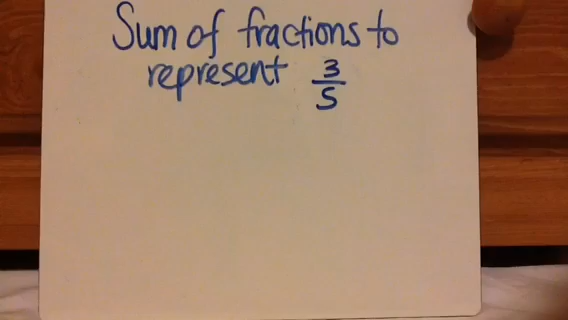 Sum of fractions to
represent 3/5